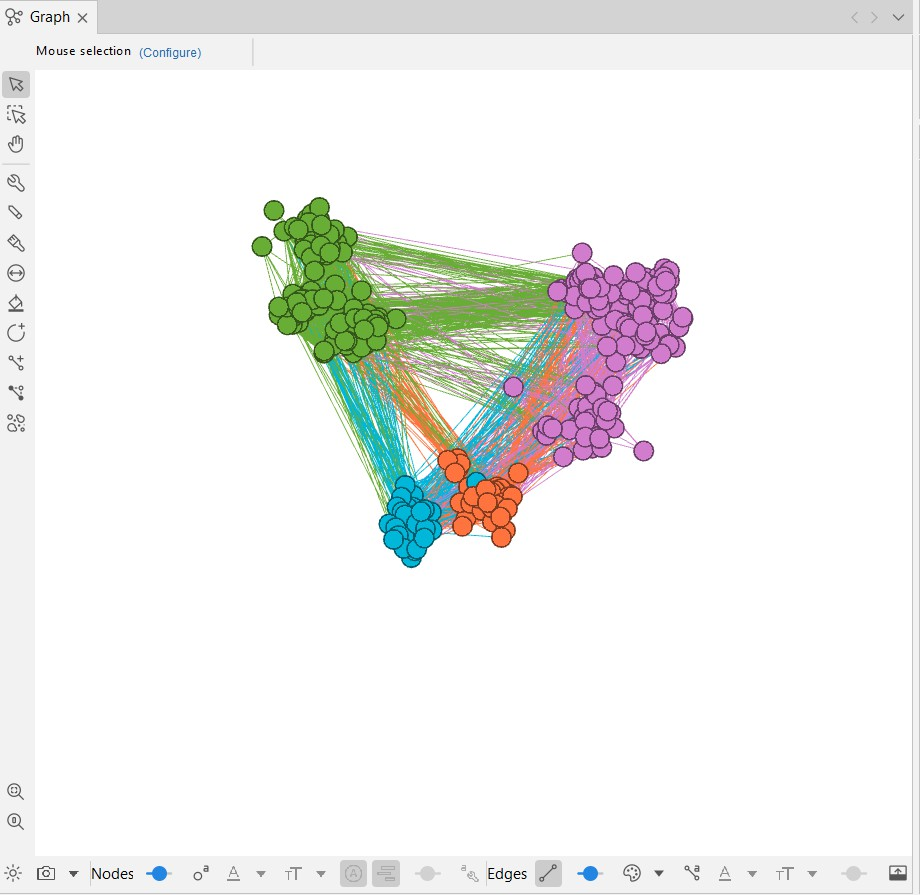 Graph
Mouse selection (Configure)
Nodes
Edges